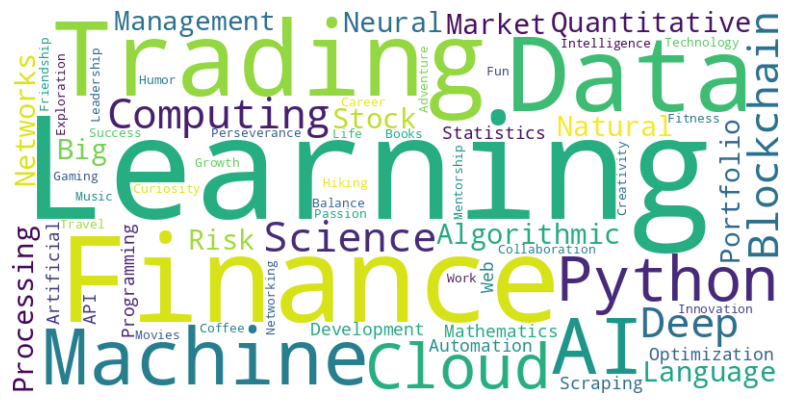 Management
Neural
Market
Quantitative
Trading
Data
Intelligence
Technology
Friendship
Exploration
Leadership
Humor
Adventure
Fun
Networks
Computing
Stock
Career
Blockchain
Success
Perseverance
Life
Books
Statistics
Natural
Fitness
Big
Learning
Growth
Gaming
Music
Curiosity
Hiking
Balance
Passion
Mentorship
Creativity
Portfolio
Travel
Risk
Science
Algorithmic
Collaboration
Processing
Artificial
API
Programming
Finance
Networking
Work
Web
Python
Innovation
Movies
Coffee
Development
Mathematics
Automation
Deep
Optimization
Machine
Cloud
AI
Scraping
Language